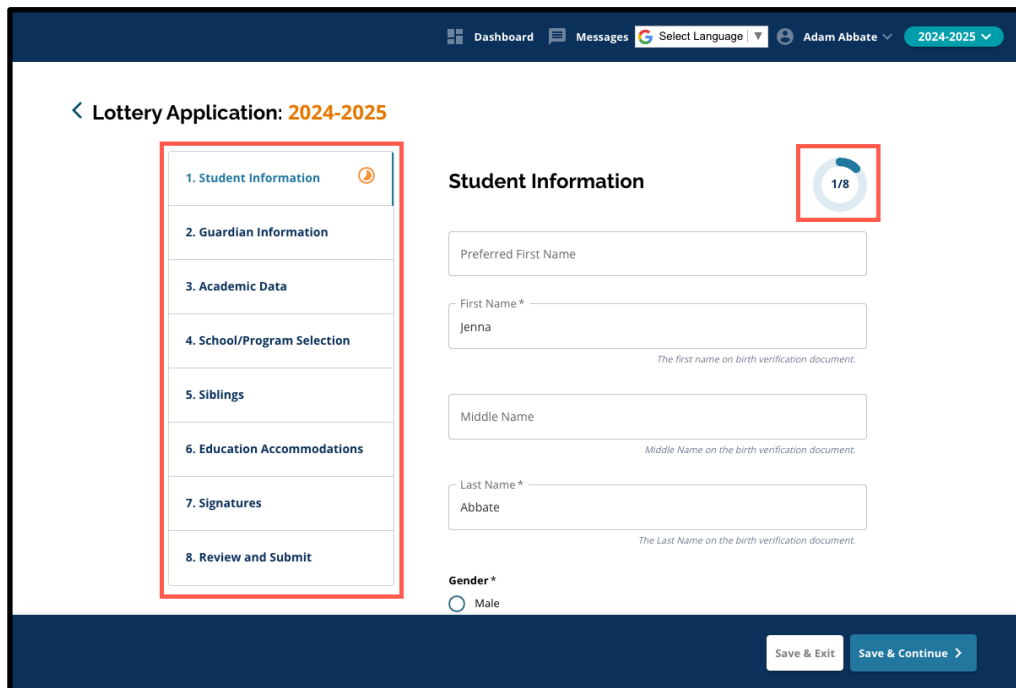 Dashboard Messages Select Language ▼ Adam Abbate 2024-2025
Lottery Application: 2024-2025
1. Student Information
2. Guardian Information
3. Academic Data
4. School/Program Selection
5. Siblings
6. Education Accommodations
7. Signatures
8. Review and Submit
Student Information
1/8
Preferred First Name
First Name *
Jenna
The first name on birth verification document.
Middle Name
Middle Name on the birth verification document.
Last Name *
Abbate
The Last Name on the birth verification document.
Gender *
Male
Save & Exit Save & Continue